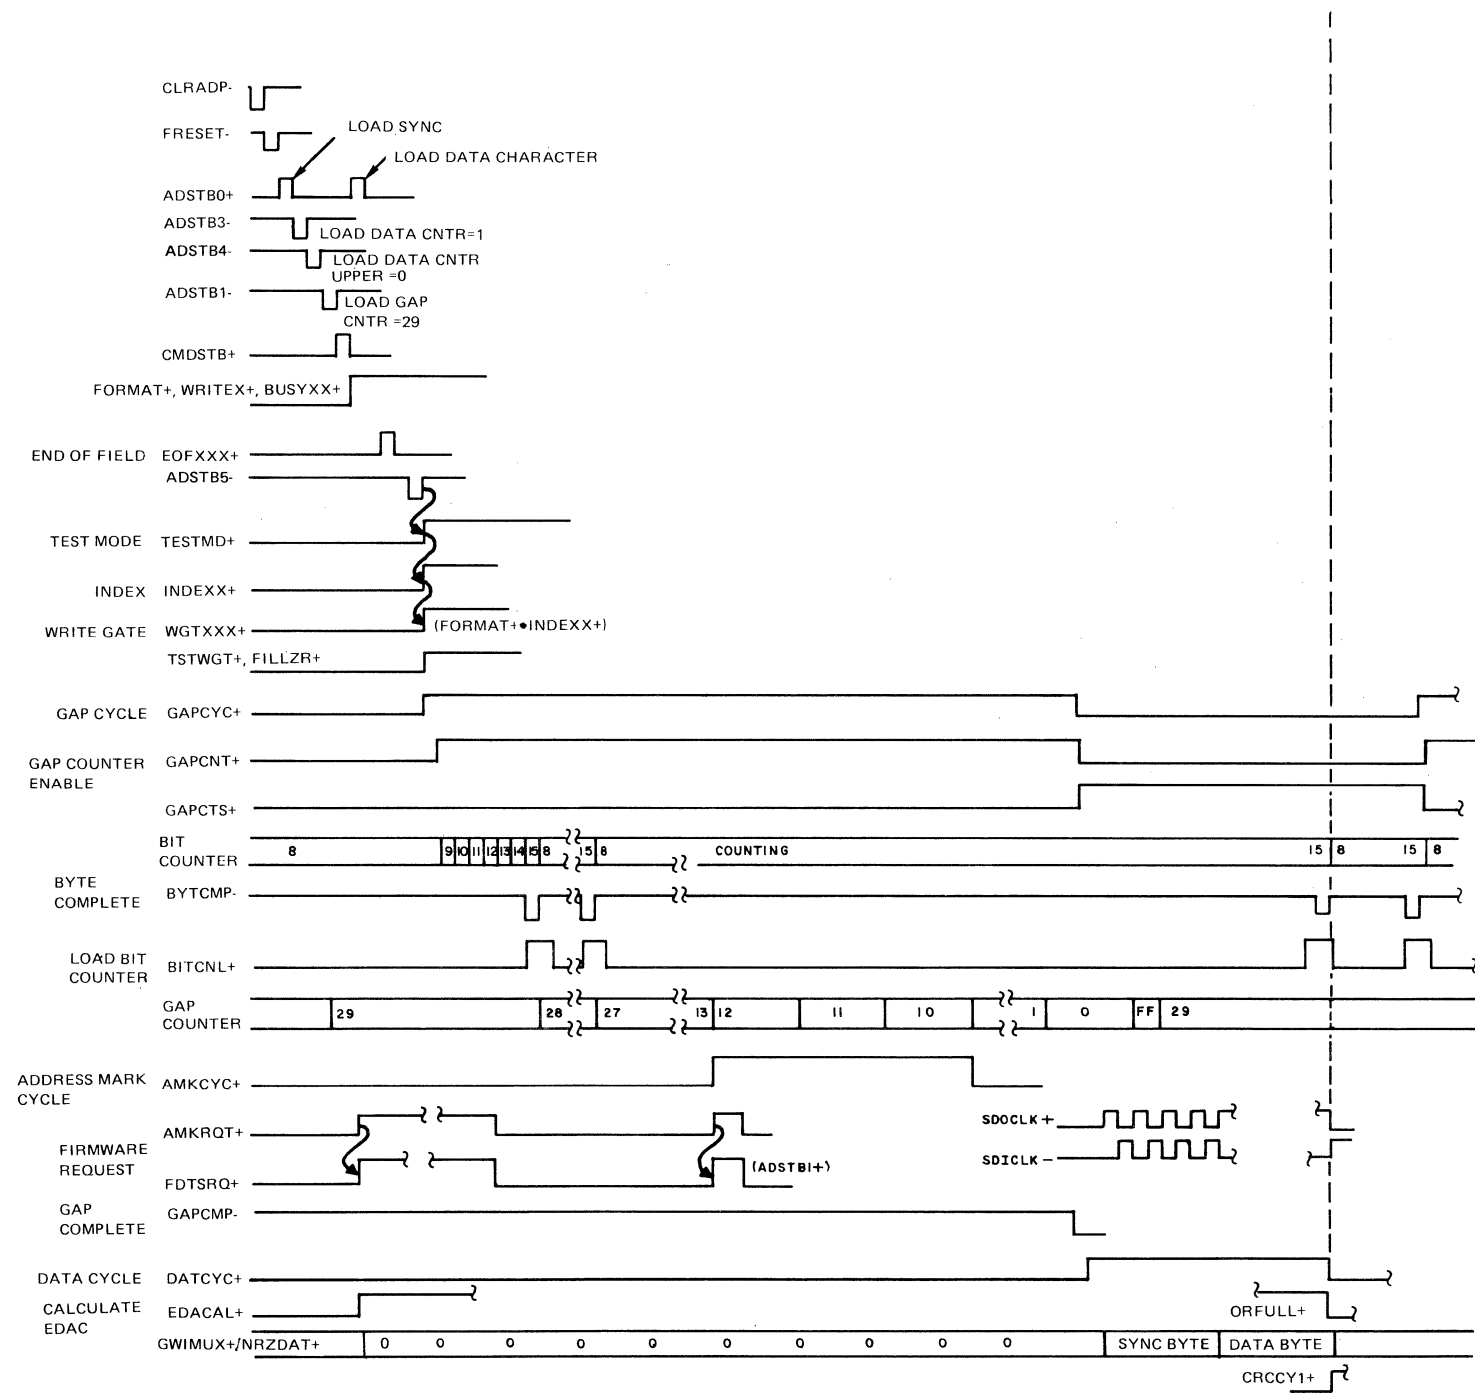 CLRADP-
FRESET-
LOAD SYNC
LOAD DATA CHARACTER
ADSTB0+
ADSTB3-
LOAD DATA CNTR=1
ADSTB4-
LOAD DATA CNTR
UPPER =0
ADSTB1-
LOAD GAP
CNTR =29
CMDSTB+
FORMAT+, WRITEX+, BUSYXX+
END OF FIELD EOFXXX+
ADSTB5-
TEST MODE TESTMD+
INDEX INDEXX+
WRITE GATE WGTXXX+ (FORMAT+•INDEXX+)
TSTWGT+, FILLZR+
GAP CYCLE GAPCYC+
GAP COUNTER
ENABLE
GAPCNT+
GAPCTS+
BIT
COUNTER
8 9 10 11 12 13 14 15 8 15 8 COUNTING 15 8 15 8
BYTE
COMPLETE
BYTCMP-
LOAD BIT
COUNTER
BITCNL+
GAP
COUNTER
29 28 27 13 12 11 10 1 0 FF 29
ADDRESS MARK
CYCLE
AMKCYC+
FIRMWARE
REQUEST
AMKRQT+
SDOCLK+
SDICLK-
(ADSTB1+)
FDTSRQ+
GAP
COMPLETE
GAPCMP-
DATA CYCLE DATCYC+
CALCULATE
EDAC
EDACAL+
ORFULL+
GWIMUX+/NRZDAT+ 0 0 0 0 0 0 0 0 0 0 SYNC BYTE DATA BYTE
CRCCY1+